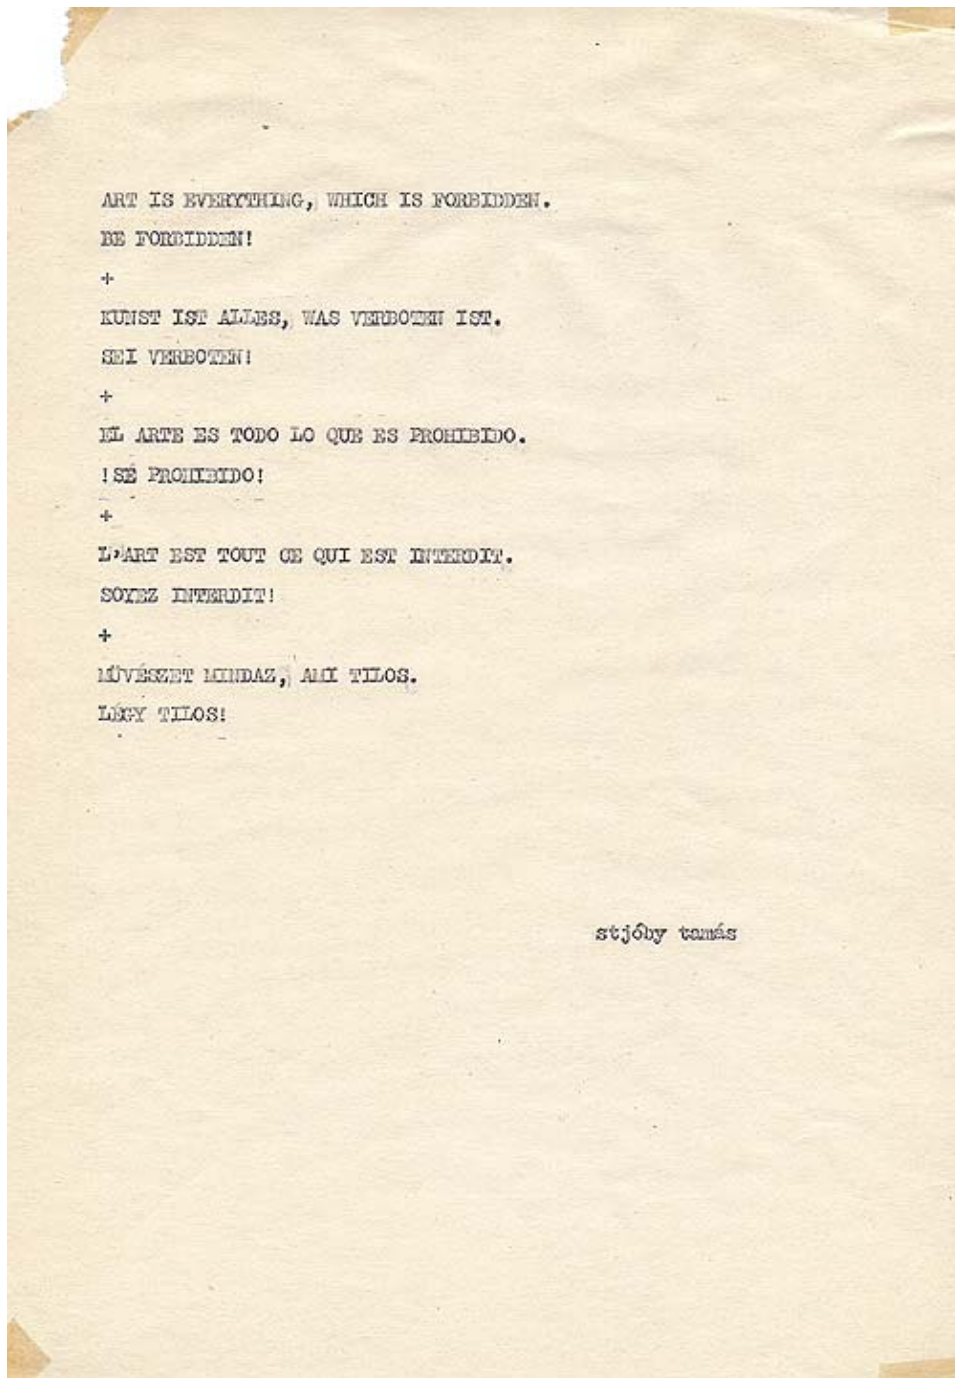 ART IS EVERYTHING, WHICH IS FORBIDDEN.
BE FORBIDDEN!
+
KUNST IST ALLES, WAS VERBOTEN IST.
SEI VERBOTEN!
+
EL ARTE ES TODO LO QUE ES PROHIBIDO.
!SÉ PROHIBIDO!
+
L'ART EST TOUT CE QUI EST INTERDIT.
SOYEZ INTERDIT!
+
MŰVÉSZET MINDAZ, AMI TILOS.
LÉGY TILOS!
stjóby tamás